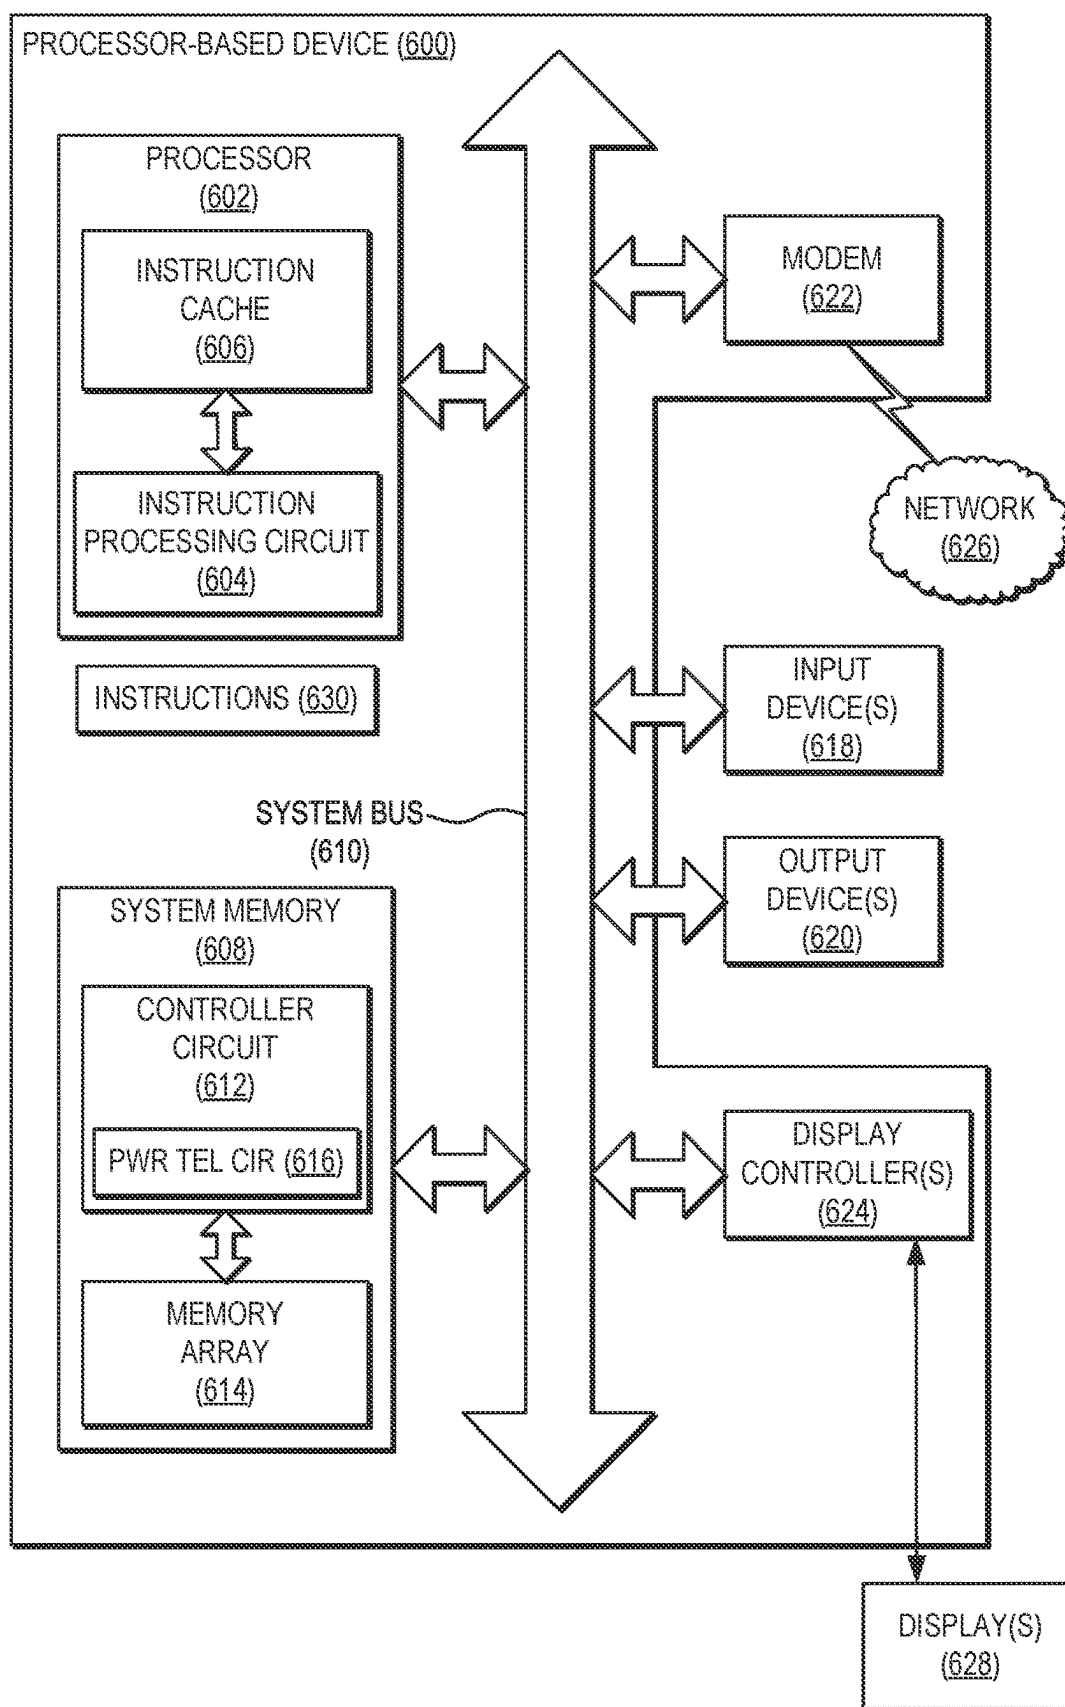 PROCESSOR-BASED DEVICE (600)
PROCESSOR
(602)
INSTRUCTION
CACHE
(606)
INSTRUCTION
PROCESSING CIRCUIT
(604)
INSTRUCTIONS (630)
SYSTEM BUS
(610)
SYSTEM MEMORY
(608)
CONTROLLER
CIRCUIT
(612)
PWR TEL CIR (616)
MEMORY
ARRAY
(614)
MODEM
(622)
NETWORK
(626)
INPUT
DEVICE(S)
(618)
OUTPUT
DEVICE(S)
(620)
DISPLAY
CONTROLLER(S)
(624)
DISPLAY(S)
(628)